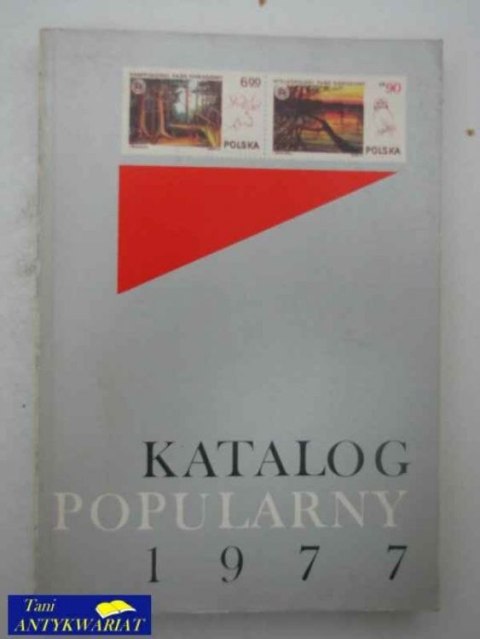 6.00
POLSKA
90
POLSKA
KATALOG
POPULARNY
1977
Tani
ANTYKWARIAT